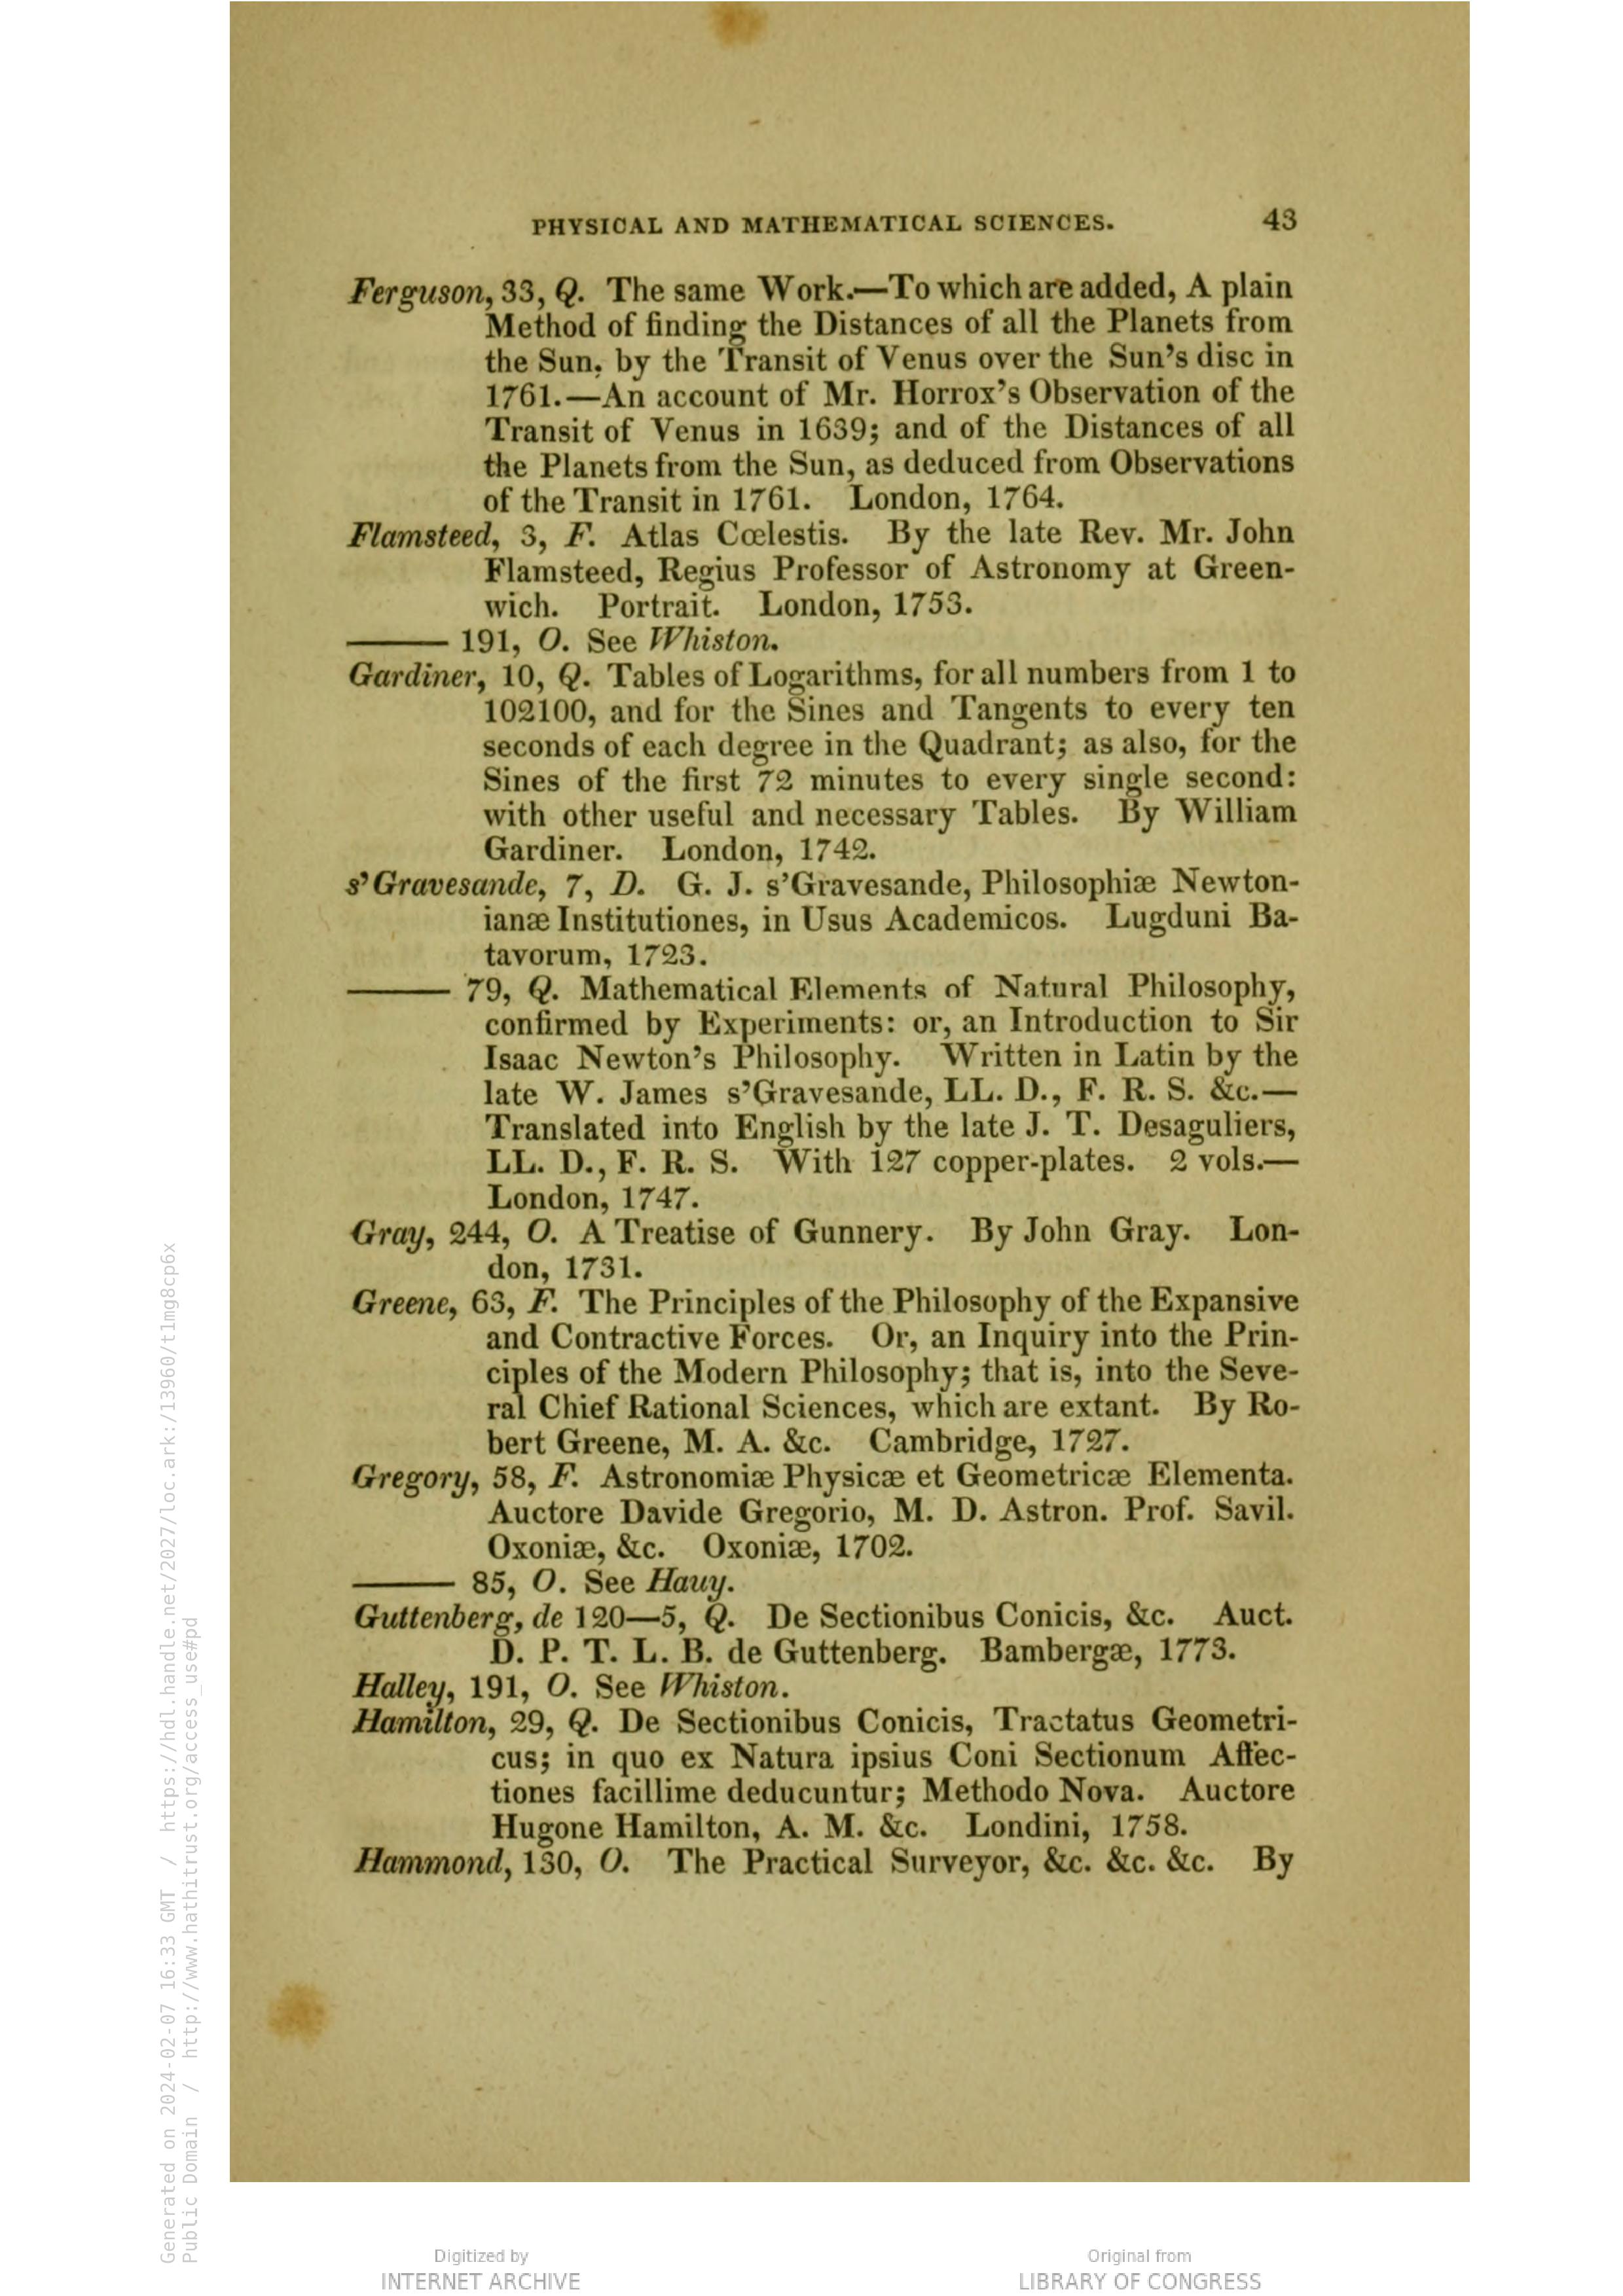 PHYSICAL AND MATHEMATICAL SCIENCES. 43
Ferguson, 33, Q. The same Work.—To which are added, A plain
Method of finding the Distances of all the Planets from
the Sun, by the Transit of Venus over the Sun's disc in
1761.—An account of Mr. Horrox's Observation of the
Transit of Venus in 1639; and of the Distances of all
the Planets from the Sun, as deduced from Observations
of the Transit in 1761. London, 1764.
Flamsteed, 3, F. Atlas Cœlestis. By the late Rev. Mr. John
Flamsteed, Regius Professor of Astronomy at Green-
wich. Portrait. London, 1753.
——— 191, O. See Whiston.
Gardiner, 10, Q. Tables of Logarithms, for all numbers from 1 to
102100, and for the Sines and Tangents to every ten
seconds of each degree in the Quadrant; as also, for the
Sines of the first 72 minutes to every single second:
with other useful and necessary Tables. By William
Gardiner. London, 1742.
s'Gravesande, 7, D. G. J. s'Gravesande, Philosophiæ Newton-
ianæ Institutiones, in Usus Academicos. Lugduni Ba-
tavorum, 1723.
——— 79, Q. Mathematical Elements of Natural Philosophy,
confirmed by Experiments: or, an Introduction to Sir
Isaac Newton's Philosophy. Written in Latin by the
late W. James s'Gravesande, LL. D., F. R. S. &c.—
Translated into English by the late J. T. Desaguliers,
LL. D., F. R. S. With 127 copper-plates. 2 vols.—
London, 1747.
Gray, 244, O. A Treatise of Gunnery. By John Gray. Lon-
don, 1731.
Greene, 63, F. The Principles of the Philosophy of the Expansive
and Contractive Forces. Or, an Inquiry into the Prin-
ciples of the Modern Philosophy; that is, into the Seve-
ral Chief Rational Sciences, which are extant. By Ro-
bert Greene, M. A. &c. Cambridge, 1727.
Gregory, 58, F. Astronomiæ Physicæ et Geometricæ Elementa.
Auctore Davide Gregorio, M. D. Astron. Prof. Savil.
Oxoniæ, &c. Oxoniæ, 1702.
——— 85, O. See Hauy.
Guttenberg, de 120—5, Q. De Sectionibus Conicis, &c. Auct.
D. P. T. L. B. de Guttenberg. Bambergæ, 1773.
Halley, 191, O. See Whiston.
Hamilton, 29, Q. De Sectionibus Conicis, Tractatus Geometri-
cus; in quo ex Natura ipsius Coni Sectionum Affec-
tiones facillime deducuntur; Methodo Nova. Auctore
Hugone Hamilton, A. M. &c. Londini, 1758.
Hammond, 130, O. The Practical Surveyor, &c. &c. &c. By
Generated on 2024-02-07 16:33 GMT / https://hdl.handle.net/2027/loc.ark:/13960/t1mg8cp6x
Public Domain / http://www.hathitrust.org/access_use#pd
Digitized by
INTERNET ARCHIVE
Original from
LIBRARY OF CONGRESS